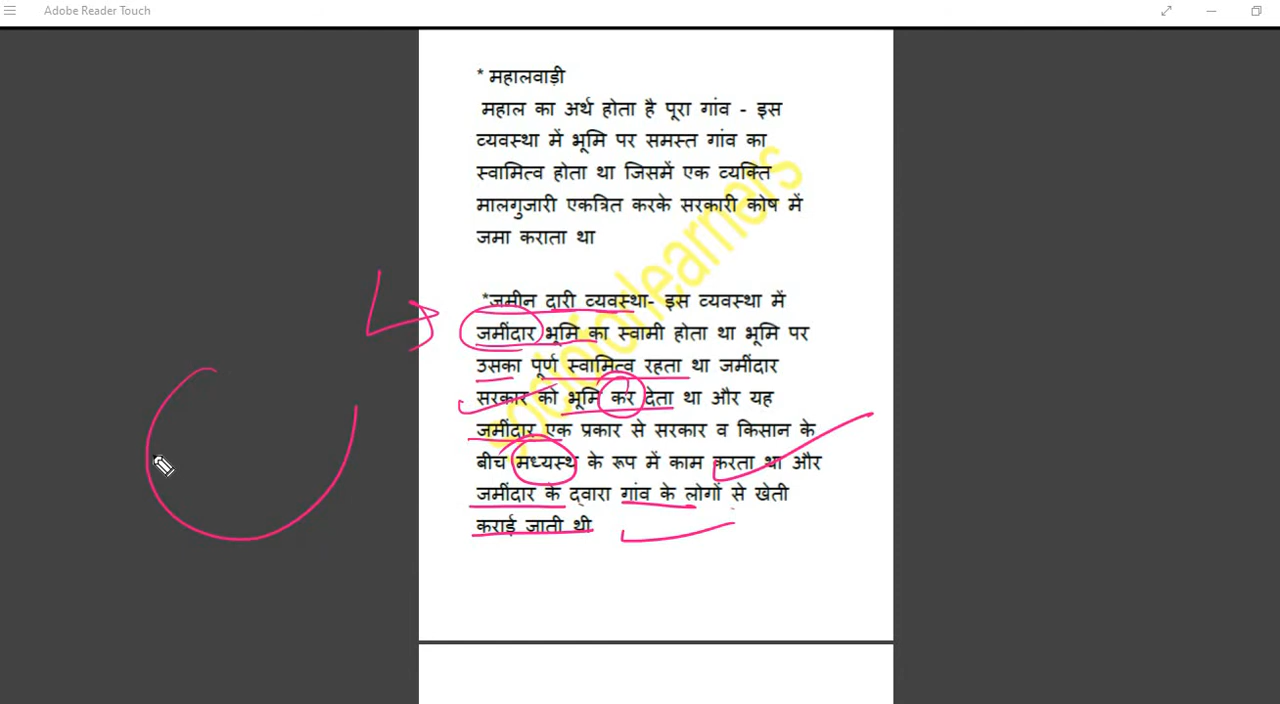 Adobe Reader Touch
* महालवाड़ी
महाल का अर्थ होता है पूरा गांव - इस
व्यवस्था में भूमि पर समस्त गांव का
स्वामित्व होता था जिसमें एक व्यक्ति
मालगुजारी एकत्रित करके सरकारी कोष में
जमा कराता था
*जमीन दारी व्यवस्था- इस व्यवस्था में
जमींदार भूमि का स्वामी होता था भूमि पर
उसका पूर्ण स्वामित्व रहता था जमींदार
सरकार को भूमि कर देता था और यह
जमींदार एक प्रकार से सरकार व किसान के
बीच मध्यस्थ के रूप में काम करता था और
जमींदार के द्वारा गांव के लोगों से खेती
कराई जाती थी